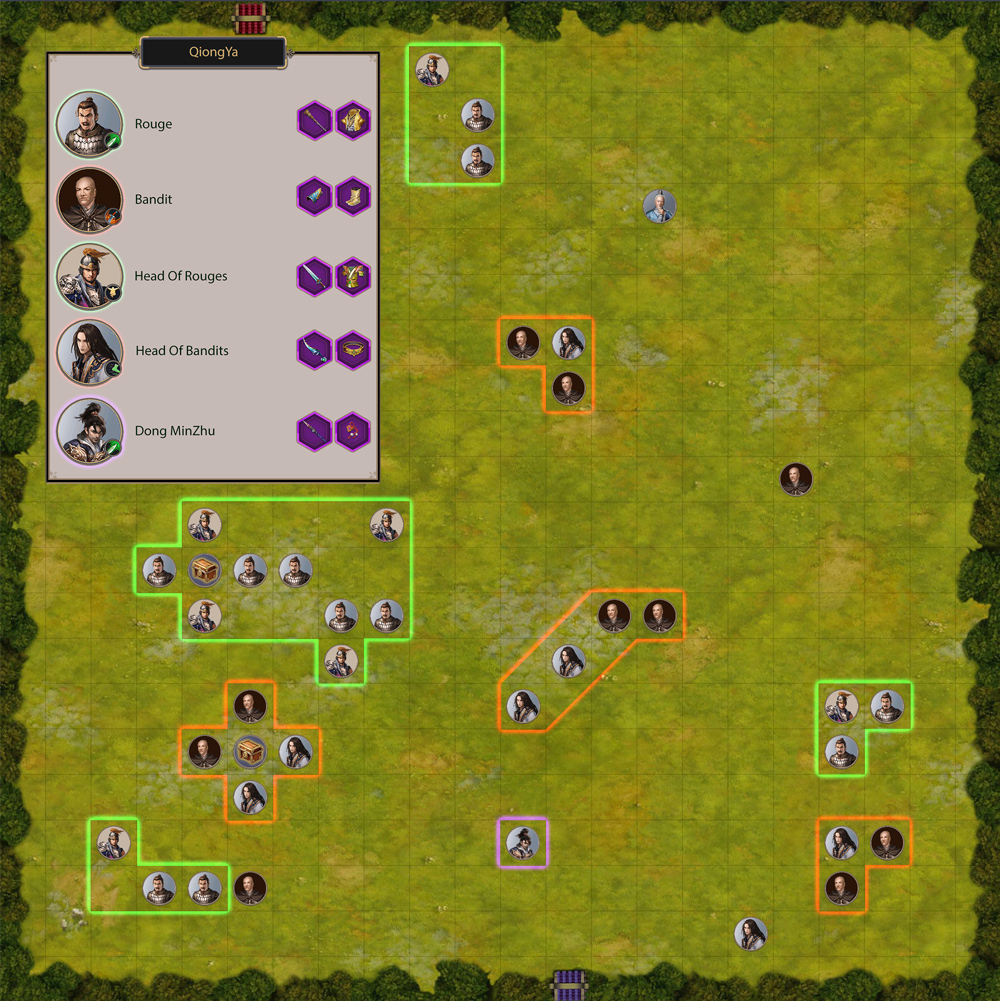 QiongYa
Rouge
Bandit
Head Of Rouges
Head Of Bandits
Dong MinZhu